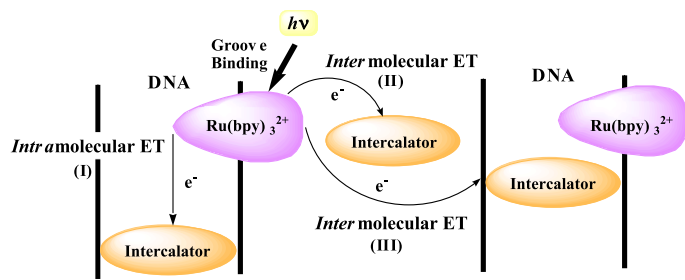 hν
Groov e
Binding
DNA
Inter molecular ET
(II)
DNA
e-
Ru(bpy) 3 2+
Ru(bpy) 3 2+
Intr amolecular ET
(I)
Intercalator
e-
e-
Intercalator
Inter molecular ET
(III)
Intercalator